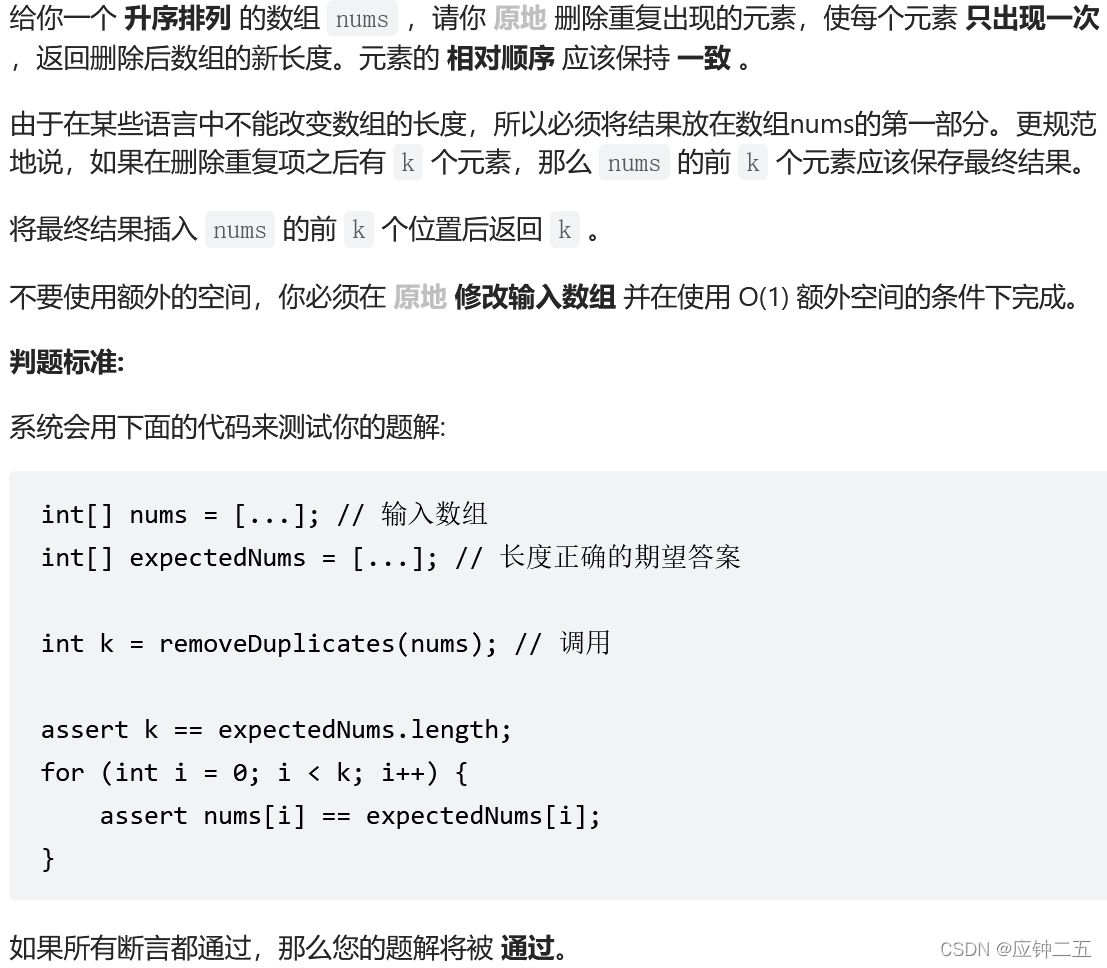 给你一个 升序排列 的数组 nums ，请你 原地 删除重复出现的元素，使每个元素 只出现一次
，返回删除后数组的新长度。元素的 相对顺序 应该保持 一致 。
由于在某些语言中不能改变数组的长度，所以必须将结果放在数组nums的第一部分。更规范
地说，如果在删除重复项之后有 k 个元素，那么 nums 的前 k 个元素应该保存最终结果。
将最终结果插入 nums 的前 k 个位置后返回 k 。
不要使用额外的空间，你必须在 原地 修改输入数组 并在使用 O(1) 额外空间的条件下完成。
判题标准:
系统会用下面的代码来测试你的题解:
int[] nums = [...]; // 输入数组
int[] expectedNums = [...]; // 长度正确的期望答案
int k = removeDuplicates(nums); // 调用
assert k == expectedNums.length;
for (int i = 0; i < k; i++) {
    assert nums[i] == expectedNums[i];
}
如果所有断言都通过，那么您的题解将被 通过。
CSDN @应钟二五